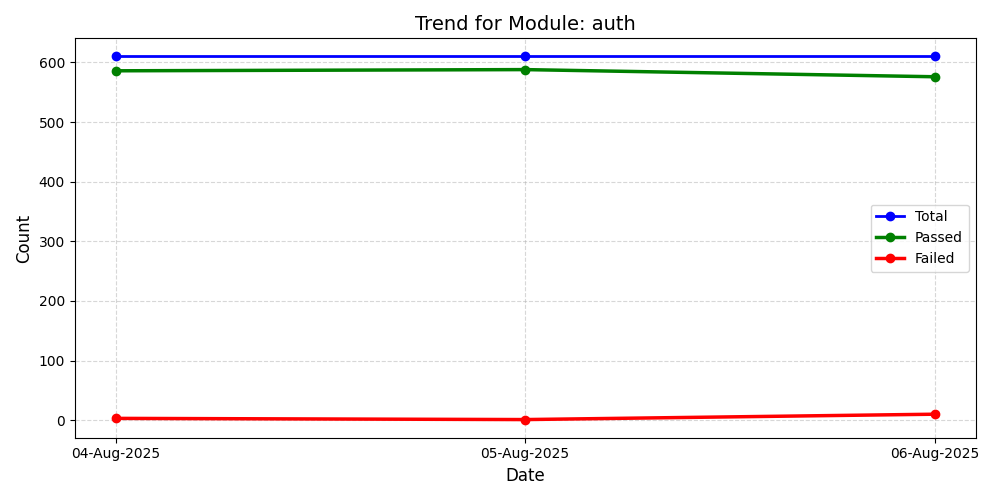 Trend for Module: auth
Count
600
500
400
300
200
100
0
Total
Passed
Failed
04-Aug-2025
05-Aug-2025
06-Aug-2025
Date